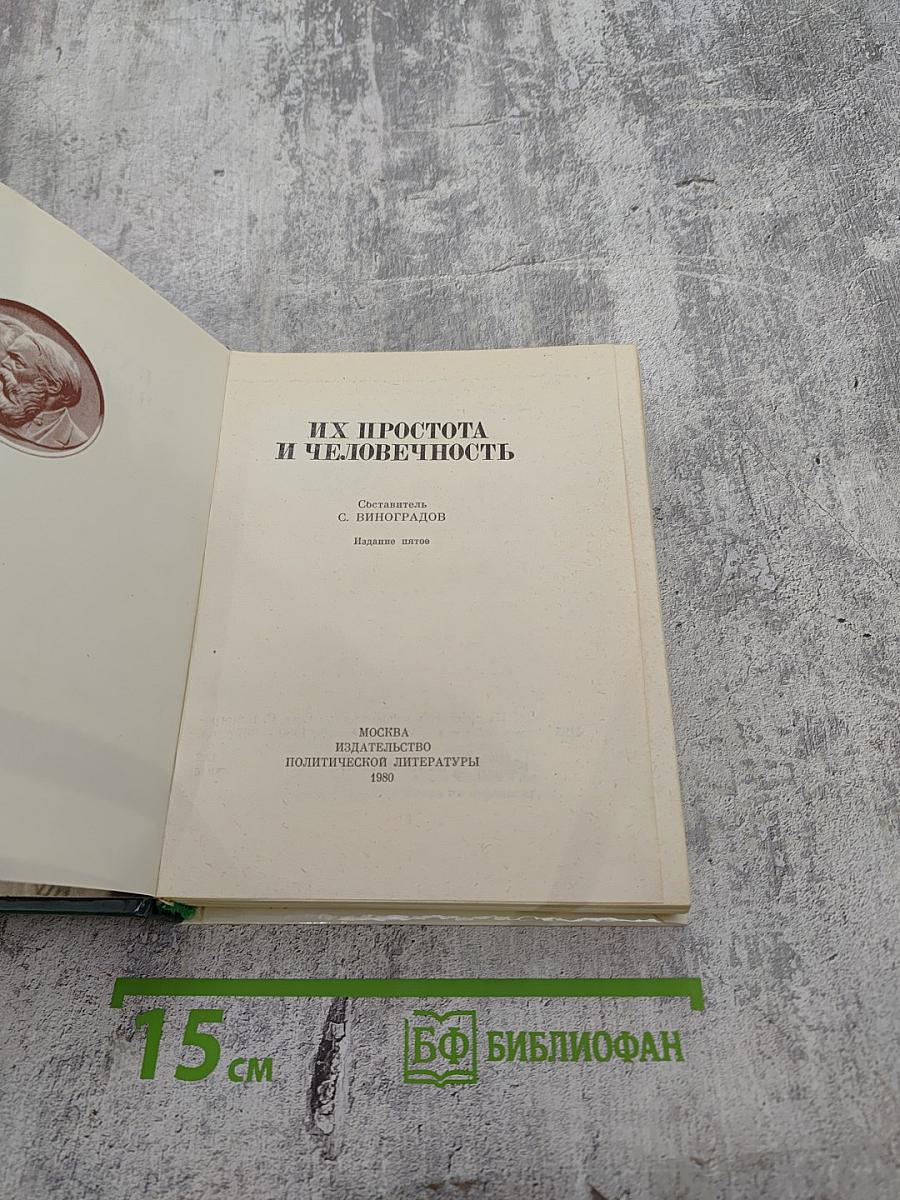 ИХ ПРОСТОТА
И ЧЕЛОВЕЧНОСТЬ
Составитель
С. ВИНОГРАДОВ
Издание пятое
МОСКВА
ИЗДАТЕЛЬСТВО
ПОЛИТИЧЕСКОЙ ЛИТЕРАТУРЫ
1980
15 см
БФ БИБЛИОФАН